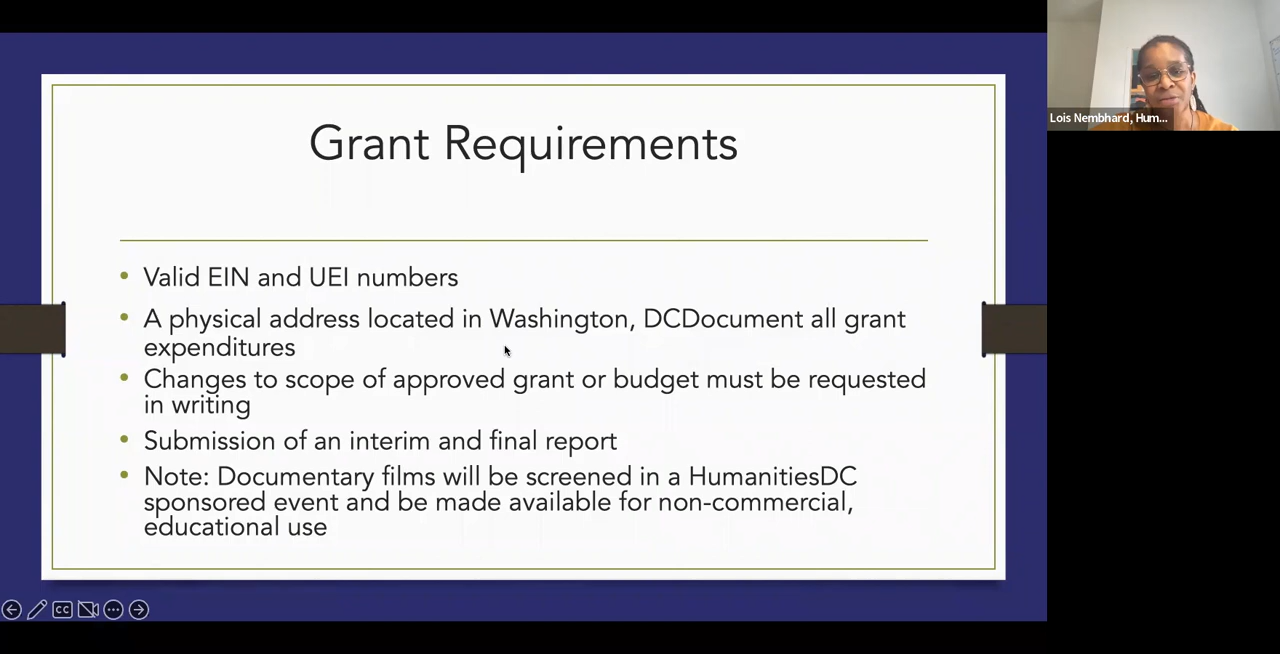 Grant Requirements
• Valid EIN and UEI numbers
• A physical address located in Washington, DCDocument all grant
expenditures
• Changes to scope of approved grant or budget must be requested
in writing
• Submission of an interim and final report
• Note: Documentary films will be screened in a HumanitiesDC
sponsored event and be made available for non-commercial,
educational use
Lois Nembhard, Hum...
CC